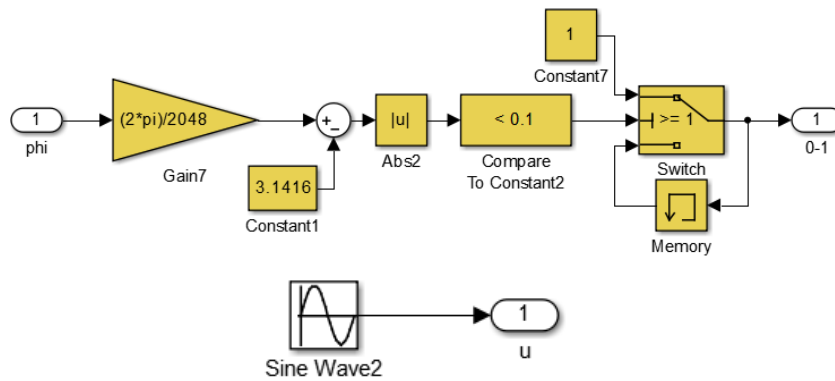 1
Constant7
1
phi
(2*pi)/2048
Gain7
+
−
3.1416
Constant1
|u|
Abs2
< 0.1
Compare
To Constant2
>= 1
Switch
Memory
1
0-1
Sine Wave2
1
u